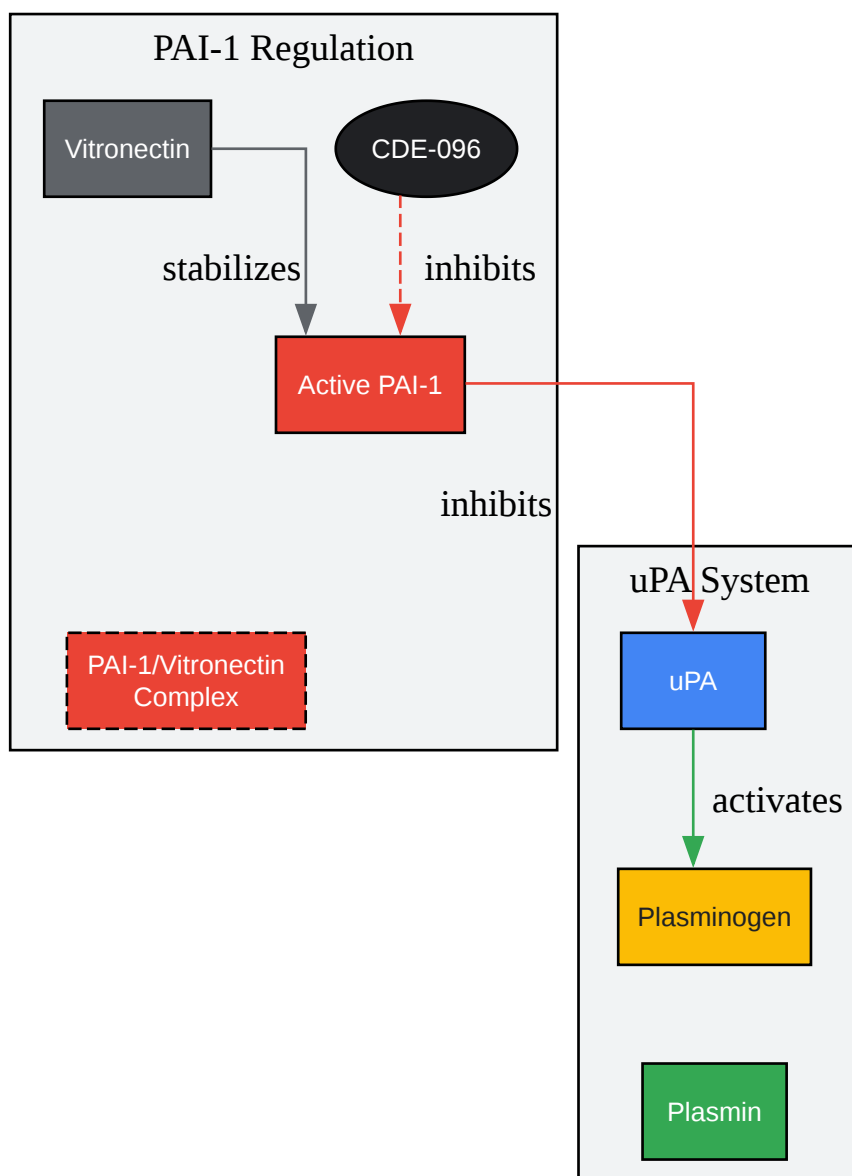 PAI-1 Regulation
Vitronectin
CDE-096
stabilizes
inhibits
Active PAI-1
inhibits
uPA System
PAI-1/Vitronectin
Complex
uPA
activates
Plasminogen
Plasmin